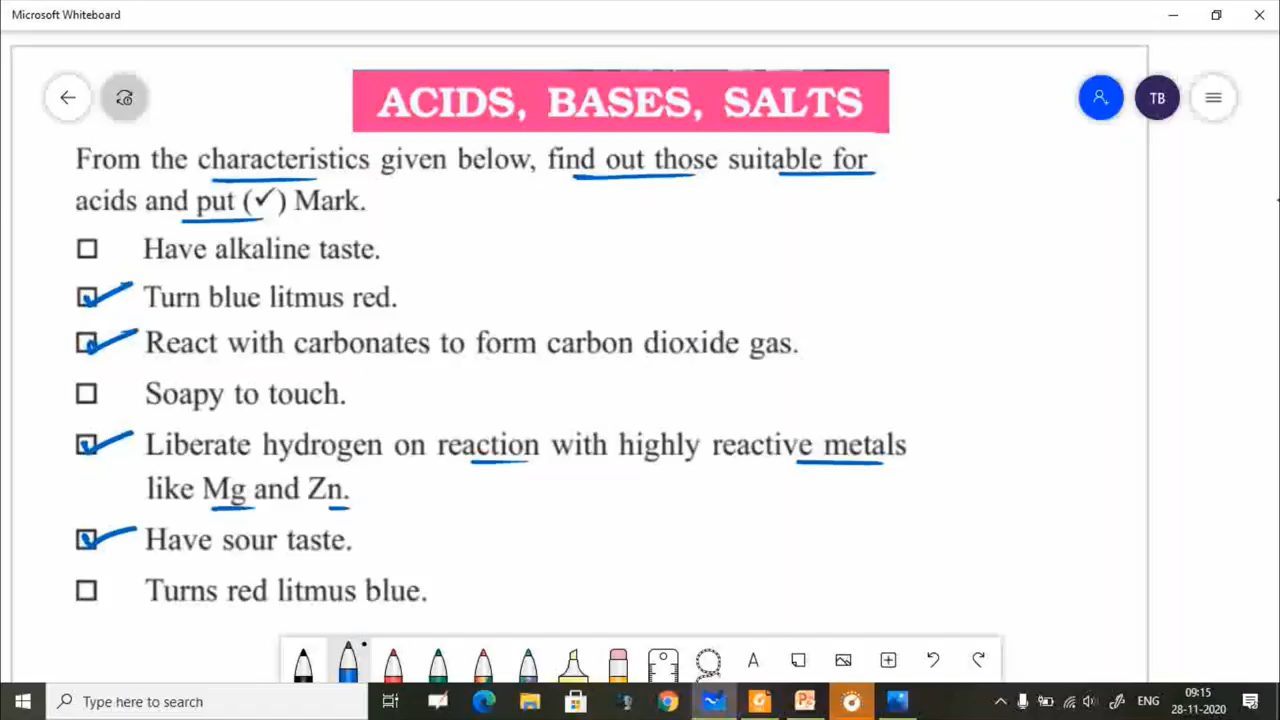 Microsoft Whiteboard
ACIDS, BASES, SALTS
TB
From the characteristics given below, find out those suitable for
acids and put (✓) Mark.
Have alkaline taste.
Turn blue litmus red.
React with carbonates to form carbon dioxide gas.
Soapy to touch.
Liberate hydrogen on reaction with highly reactive metals
like Mg and Zn.
Have sour taste.
Turns red litmus blue.
A
Type here to search
ENG
09:15
28-11-2020